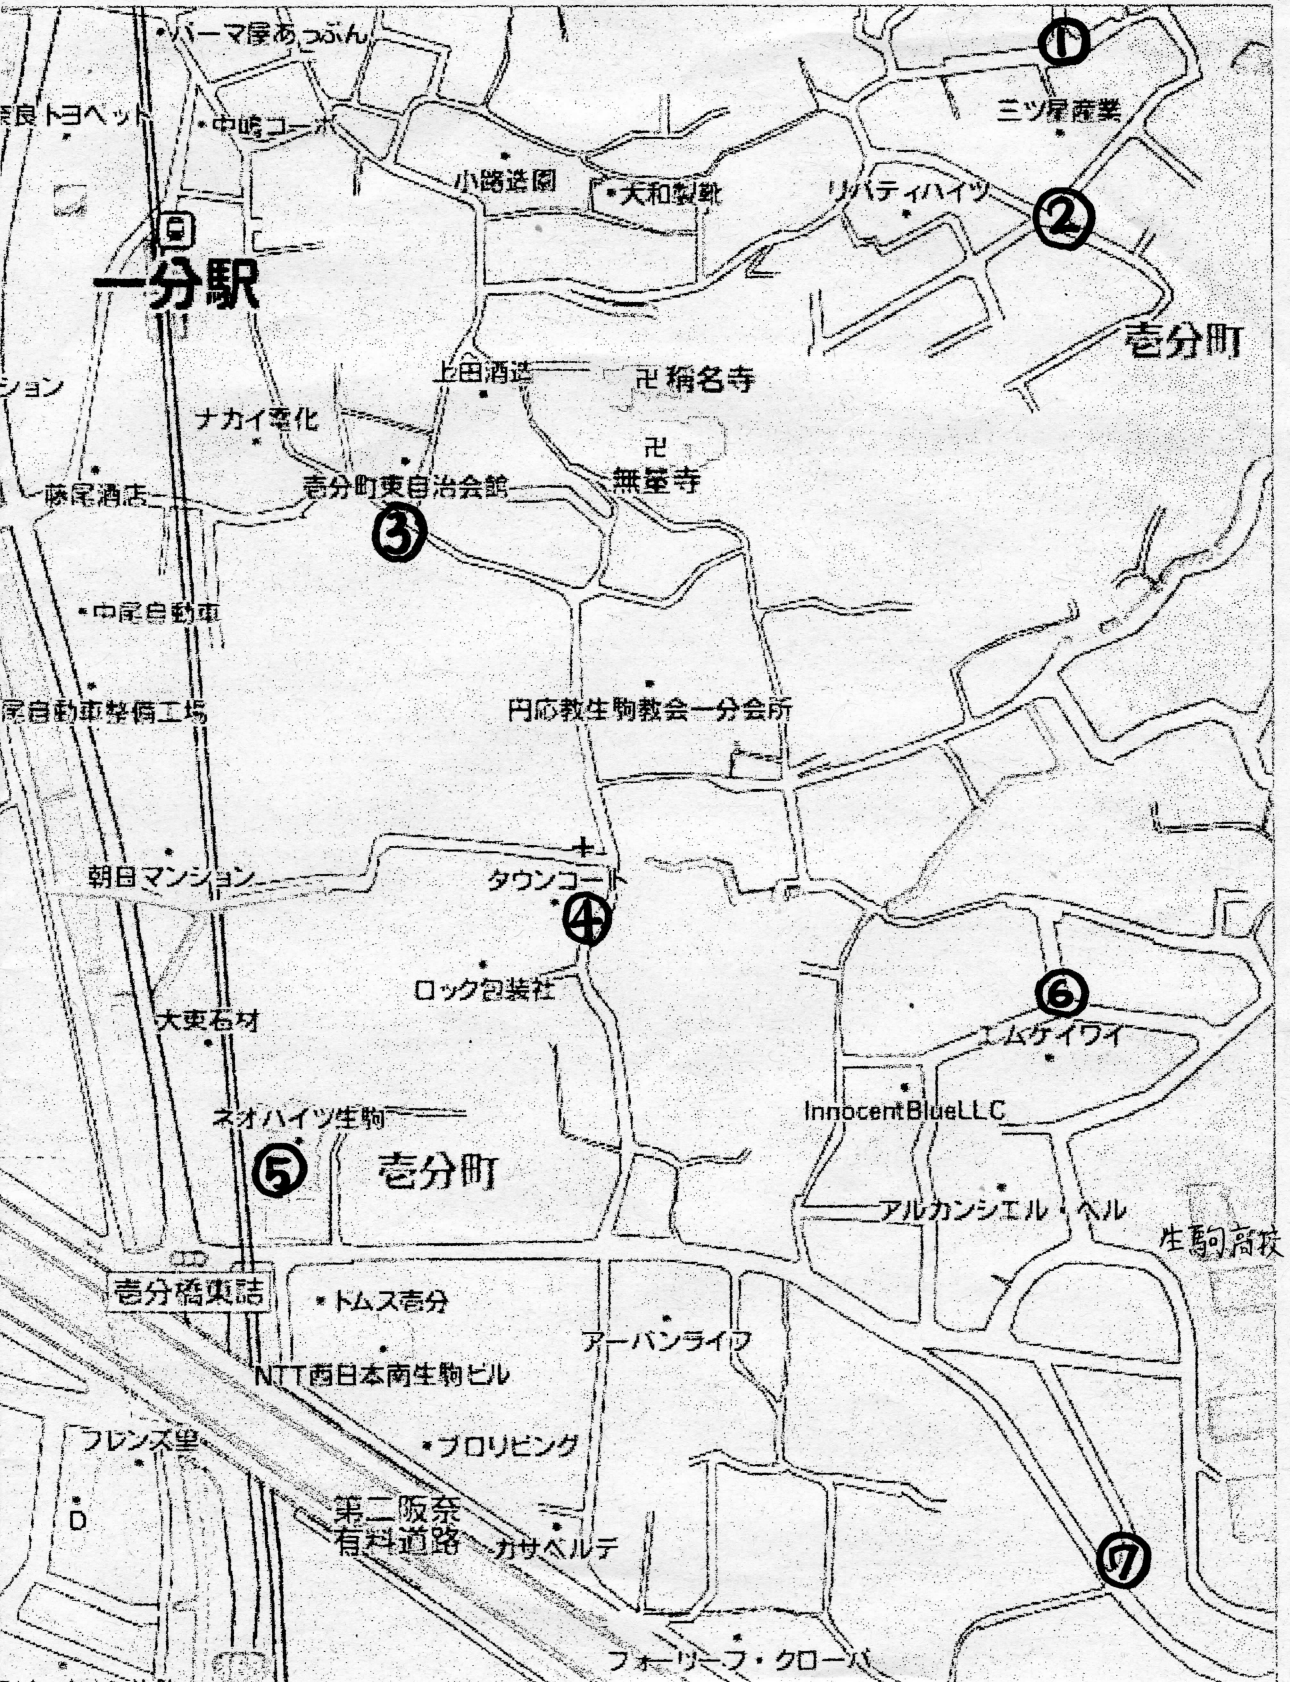 パーマ屋あっぷん
①
奈良トヨペット
中嶋コーポ
三ツ星産業
小路造園
大和製靴
リバティハイツ
②
一分駅
壱分町
上田酒造
卍 稱名寺
ション
ナカイ電化
卍
無量寺
藤尾酒店
壱分町東自治会館
③
中尾自動車
尾自動車整備工場
円応教生駒教会一分会所
朝日マンション
タウンコート
④
ロック包装社
⑥
大東石材
エムケイワイ
InnocentBlueLLC
ネオハイツ生駒
⑤
壱分町
アルカンシエル・ベル
生駒高校
壱分橋東詰
トムス壱分
アーバンライフ
NTT西日本南生駒ビル
フレンズ里
プロリビング
D
第二阪奈
有料道路
カサベルデ
⑦
フォーリーフ・クローバ